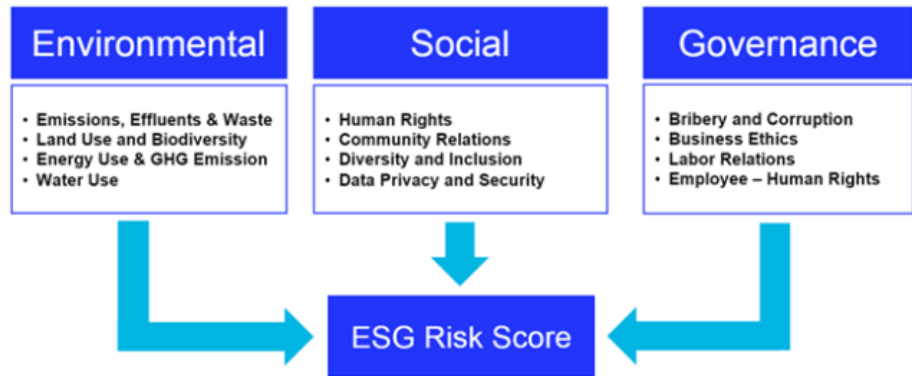 Environmental
• Emissions, Effluents & Waste
• Land Use and Biodiversity
• Energy Use & GHG Emission
• Water Use
Social
• Human Rights
• Community Relations
• Diversity and Inclusion
• Data Privacy and Security
Governance
• Bribery and Corruption
• Business Ethics
• Labor Relations
• Employee – Human Rights
ESG Risk Score